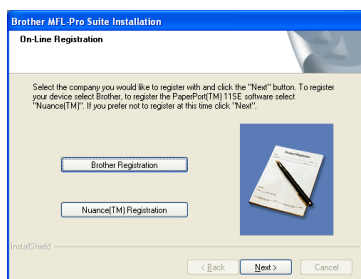 Brother MFL-Pro Suite Installation
On-Line Registration
Select the company you would like to register with and click the "Next" button. To register
your device select Brother, to register the PaperPort(TM) 11SE software select
"Nuance(TM)". If you prefer not to register at this time click "Next".
Brother Registration
Product Registration
Nuance(TM) Registration
InstallShield
< Back
Next >
Cancel